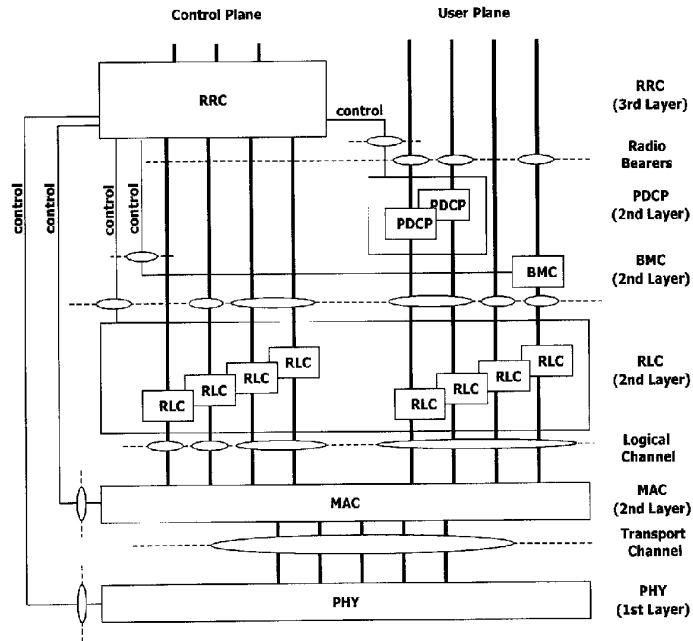 Control Plane
User Plane
RRC
RRC
(3rd Layer)
control
Radio
Bearers
control
control
control
control
PDCP
PDCP
PDCP
(2nd Layer)
BMC
BMC
(2nd Layer)
RLC
RLC
RLC
RLC
RLC
RLC
RLC
RLC
RLC
(2nd Layer)
Logical
Channel
MAC
MAC
(2nd Layer)
Transport
Channel
PHY
PHY
(1st Layer)